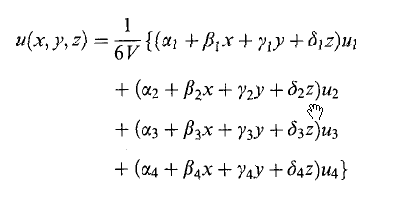 u(x, y, z) = \frac{1}{6V} {(α₁ + β₁x + γ₁y + δ₁z)u₁
+ (α₂ + β₂x + γ₂y + δ₂z)u₂
+ (α₃ + β₃x + γ₃y + δ₃z)u₃
+ (α₄ + β₄x + γ₄y + δ₄z)u₄}